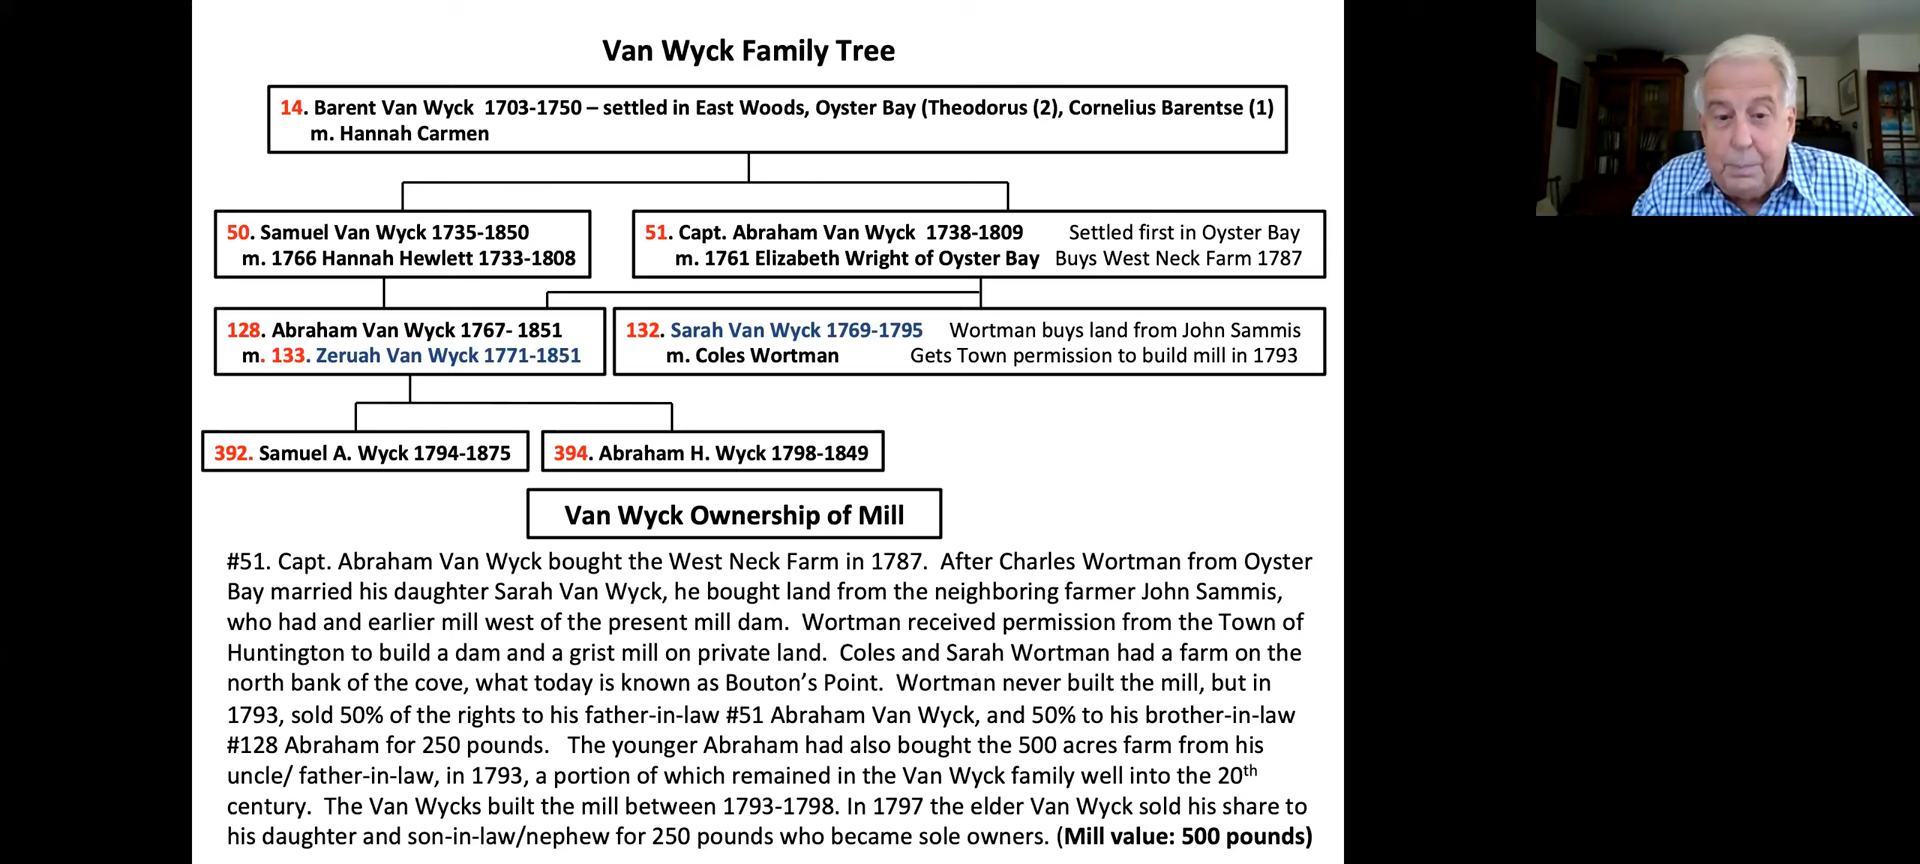 Van Wyck Family Tree
14. Barent Van Wyck 1703-1750 – settled in East Woods, Oyster Bay (Theodorus (2), Cornelius Barentse (1)
m. Hannah Carmen
50. Samuel Van Wyck 1735-1850
m. 1766 Hannah Hewlett 1733-1808
51. Capt. Abraham Van Wyck 1738-1809 Settled first in Oyster Bay
m. 1761 Elizabeth Wright of Oyster Bay Buys West Neck Farm 1787
128. Abraham Van Wyck 1767- 1851
m. 133. Zeruah Van Wyck 1771-1851
132. Sarah Van Wyck 1769-1795 Wortman buys land from John Sammis
m. Coles Wortman Gets Town permission to build mill in 1793
392. Samuel A. Wyck 1794-1875
394. Abraham H. Wyck 1798-1849
Van Wyck Ownership of Mill
#51. Capt. Abraham Van Wyck bought the West Neck Farm in 1787. After Charles Wortman from Oyster
Bay married his daughter Sarah Van Wyck, he bought land from the neighboring farmer John Sammis,
who had and earlier mill west of the present mill dam. Wortman received permission from the Town of
Huntington to build a dam and a grist mill on private land. Coles and Sarah Wortman had a farm on the
north bank of the cove, what today is known as Bouton’s Point. Wortman never built the mill, but in
1793, sold 50% of the rights to his father-in-law #51 Abraham Van Wyck, and 50% to his brother-in-law
#128 Abraham for 250 pounds. The younger Abraham had also bought the 500 acres farm from his
uncle/ father-in-law, in 1793, a portion of which remained in the Van Wyck family well into the 20th
century. The Van Wycks built the mill between 1793-1798. In 1797 the elder Van Wyck sold his share to
his daughter and son-in-law/nephew for 250 pounds who became sole owners. (Mill value: 500 pounds)